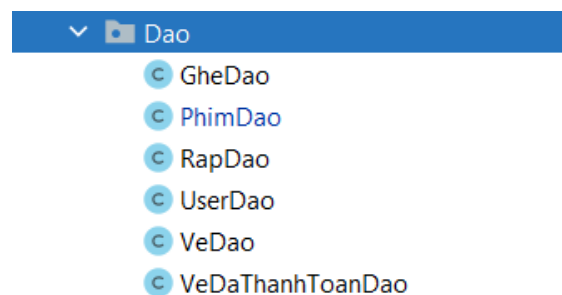 Dao
C GheDao
C PhimDao
C RapDao
C UserDao
C VeDao
C VeDaThanhToanDao